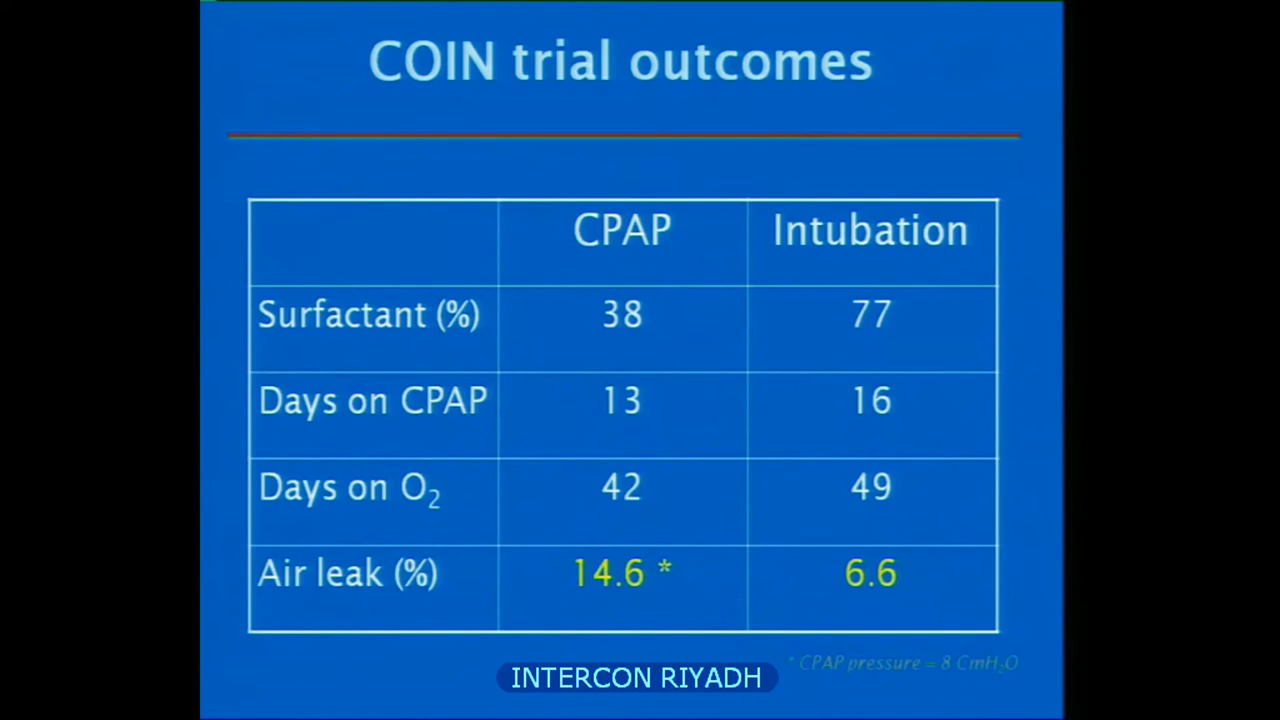 COIN trial outcomes
CPAP Intubation
Surfactant (%) 38 77
Days on CPAP 13 16
Days on O₂ 42 49
Air leak (%) 14.6 * 6.6
* CPAP pressure = 8 CmH₂O
INTERCON RIYADH